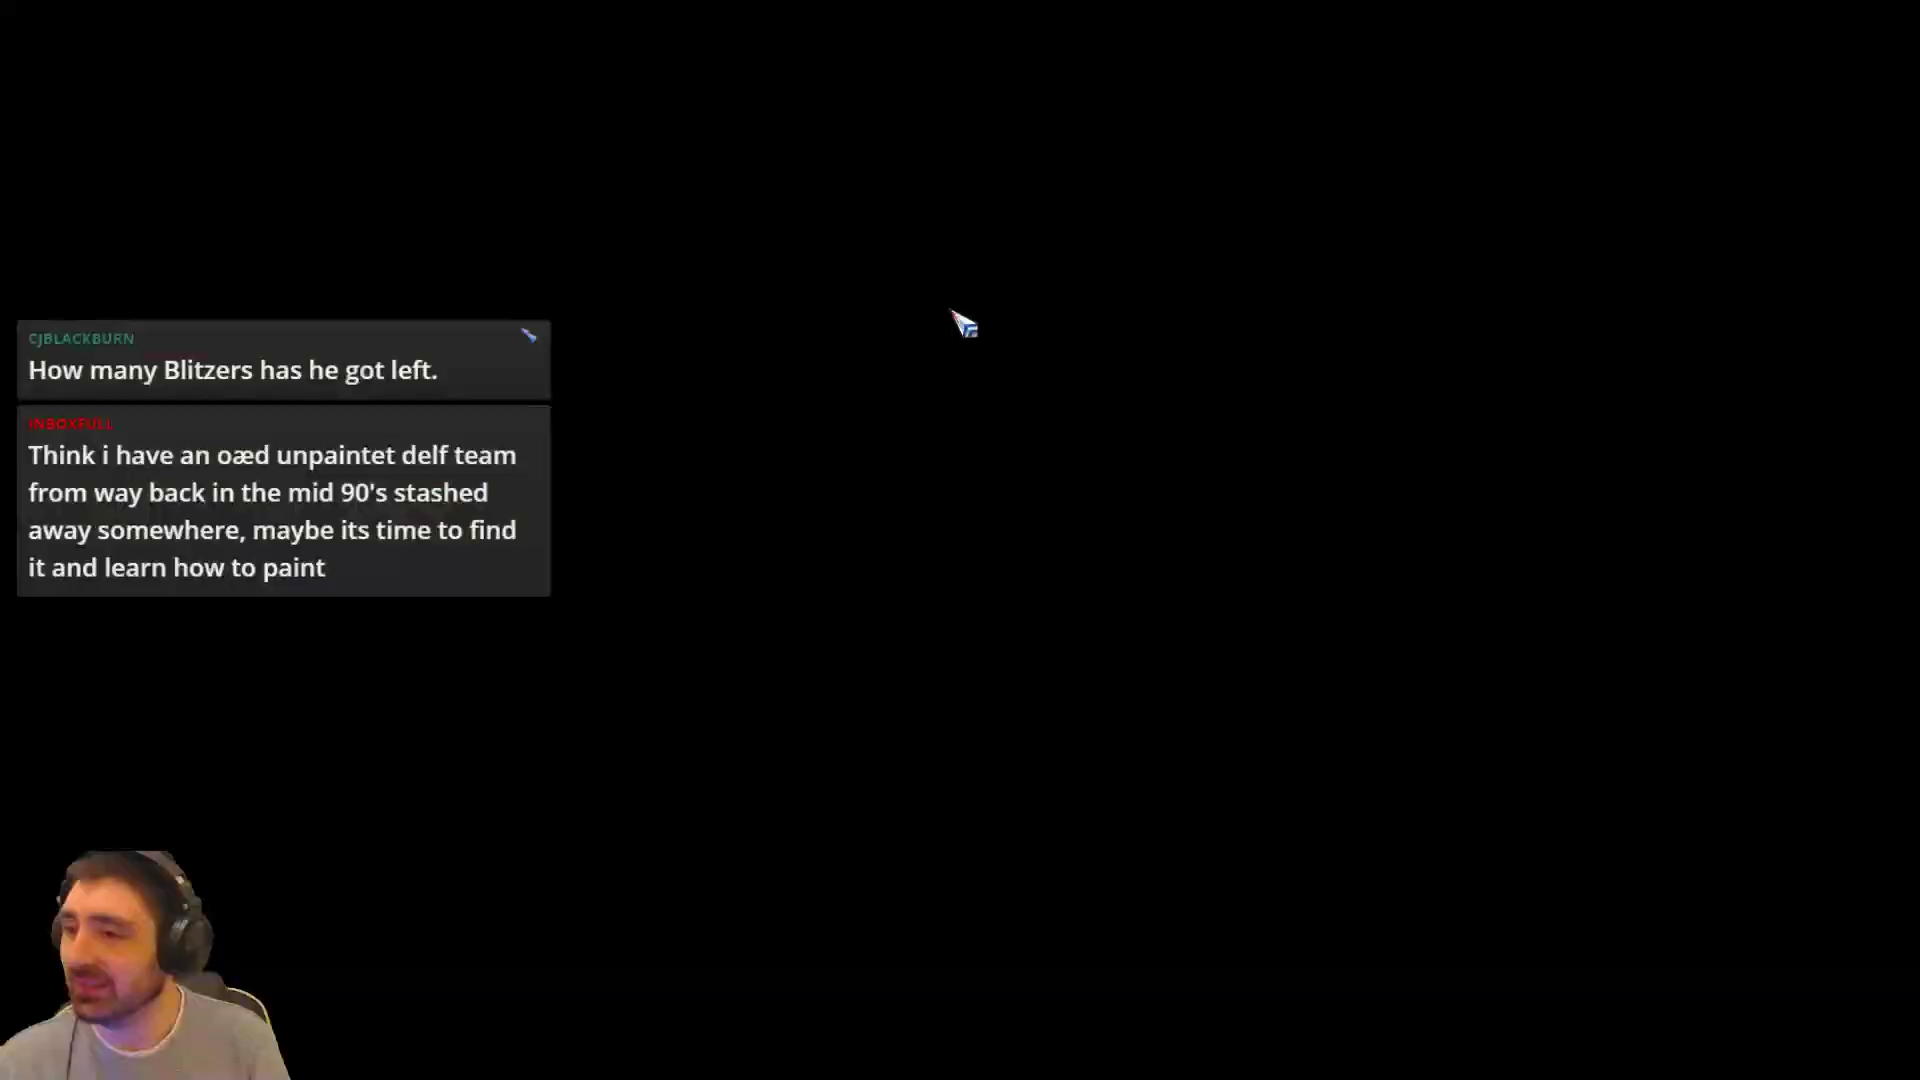 CJBLACKBURN
How many Blitzers has he got left.
INBOXFULL
Think i have an oæd unpaintet delf team
from way back in the mid 90's stashed
away somewhere, maybe its time to find
it and learn how to paint